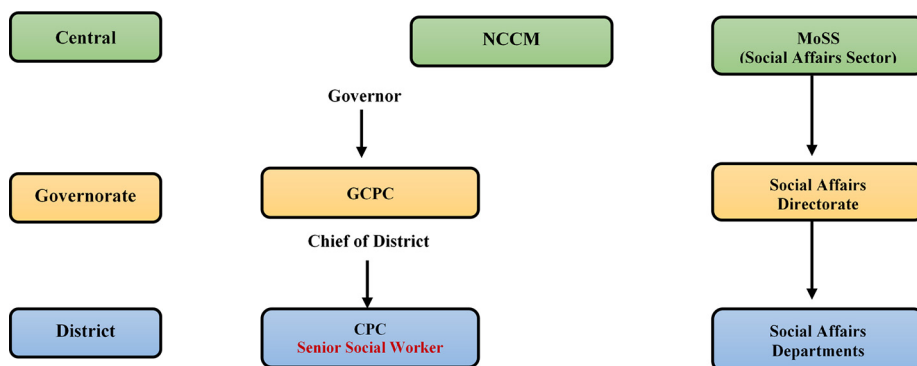 Central
NCCM
MoSS
(Social Affairs Sector)
Governor
Governorate
GCPC
Social Affairs
Directorate
Chief of District
District
CPC
Senior Social Worker
Social Affairs
Departments